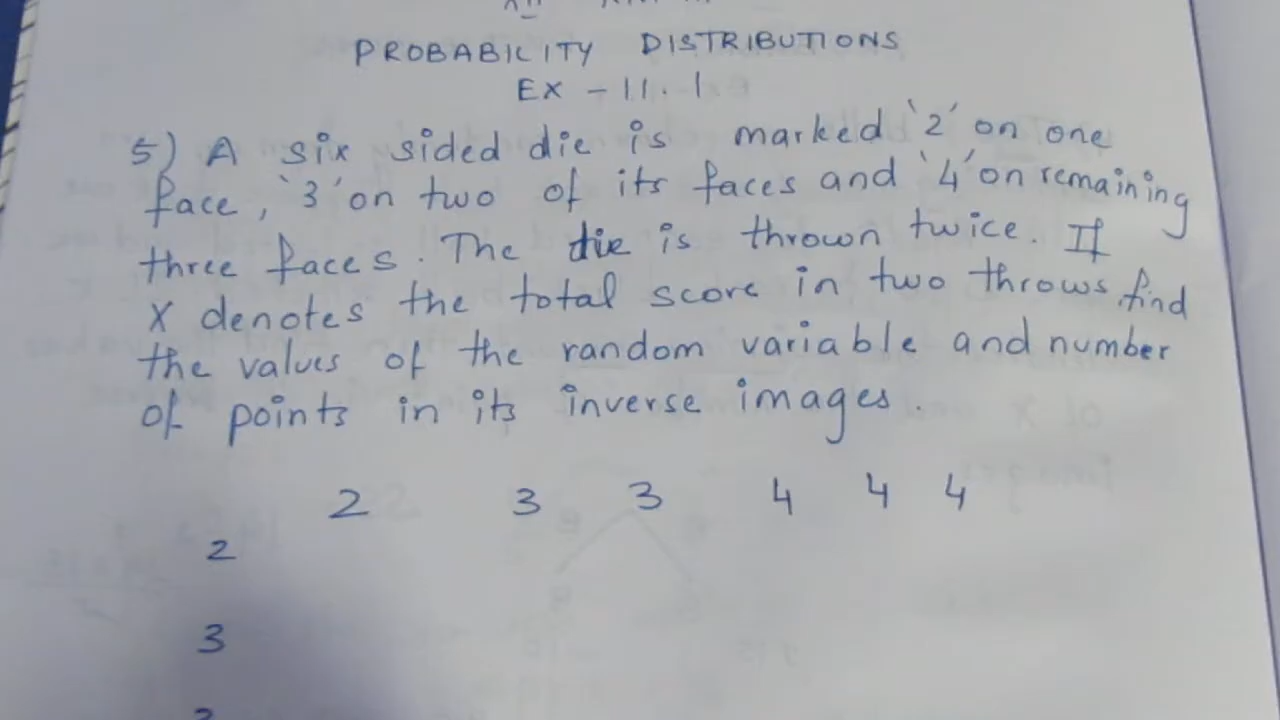 PROBABILITY DISTRIBUTIONS
EX - 11.1
5) A six sided die is marked '2' on one
face, '3' on two of its faces and '4' on remaining
three faces. The die is thrown twice. If
X denotes the total score in two throws, find
the values of the random variable and number
of points in its inverse images.
2 3 3 4 4 4
2
3